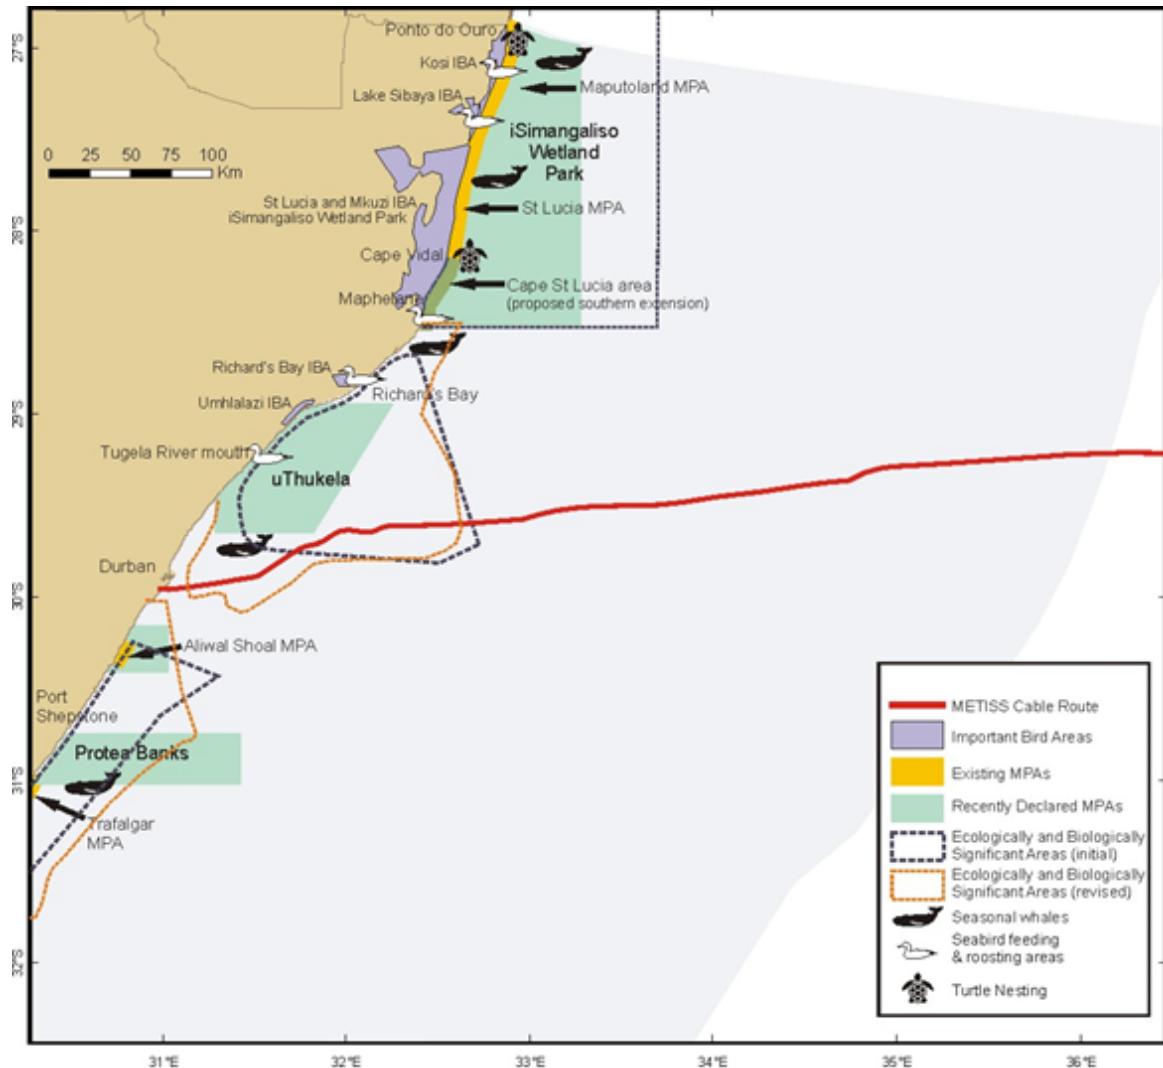 Ponto do Ouro
27°S
Kosi IBA
Maputoland MPA
Lake Sibaya IBA
iSimangaliso
Wetland
Park
0 25 50 75 100
Km
St Lucia and Mkuzi IBA
iSimangaliso Wetland Park
St Lucia MPA
28°S
Cape Vidal
Cape St Lucia area
(proposed southern extension)
Maphelane
Richard's Bay IBA
Richard's Bay
Umhlalazi IBA
29°S
Tugela River mouth
uThukela
Durban
30°S
Aliwal Shoal MPA
Port
Shepstone
Protea Banks
31°S
Trafalgar
MPA
32°S
METISS Cable Route
Important Bird Areas
Existing MPAs
Recently Declared MPAs
Ecologically and Biologically
Significant Areas (initial)
Ecologically and Biologically
Significant Areas (revised)
Seasonal whales
Seabird feeding
& roosting areas
Turtle Nesting
31°E 32°E 33°E 34°E 35°E 36°E